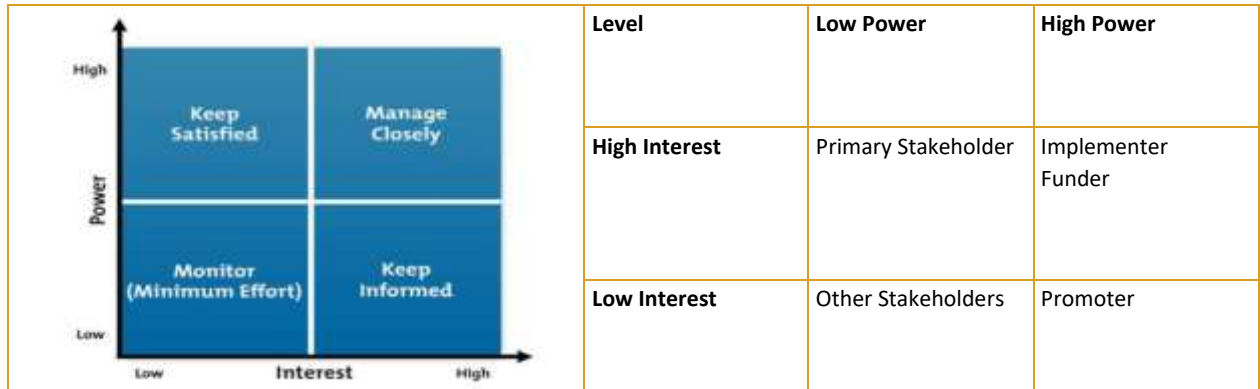 High
Keep
Satisfied
Manage
Closely
Power
Monitor
(Minimum Effort)
Keep
Informed
Low
Low
Interest
High
Level
Low Power
High Power
High Interest
Primary Stakeholder
Implementer
Funder
Low Interest
Other Stakeholders
Promoter